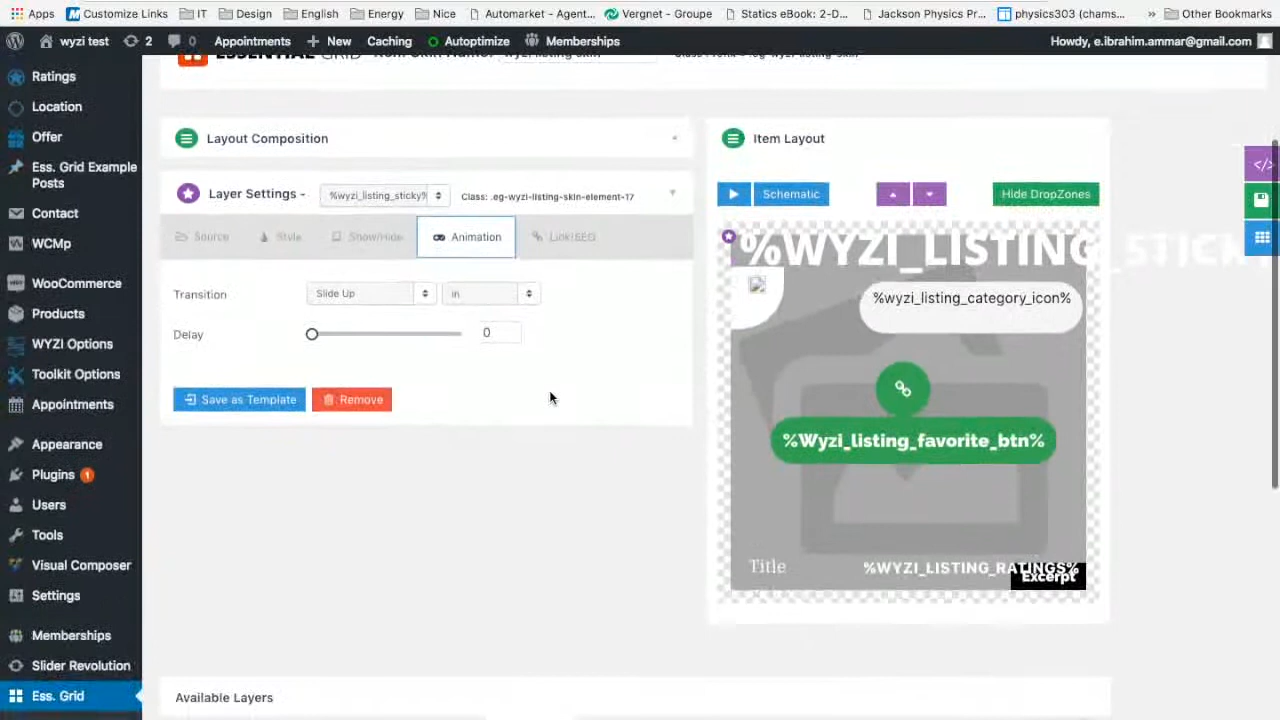 Apps
Customize Links
IT
Design
English
Energy
Nice
Automarket - Agent...
Vergnet - Groupe
Statics eBook: 2-D...
Jackson Physics Pr...
physics303 (chams...
»
Other Bookmarks
wyzi test
2
0
Appointments
+ New
Caching
Autoptimize
Memberships
Howdy, e.ibrahim.ammar@gmail.com
Ratings
Location
Offer
Ess. Grid Example
Posts
Contact
WCMp
WooCommerce
Products
WYZI Options
Toolkit Options
Appointments
Appearance
Plugins 1
Users
Tools
Visual Composer
Settings
Memberships
Slider Revolution
Ess. Grid
ESSENTIAL GRID
Layout Composition
Layer Settings -
%wyzi_listing_sticky%
Class: .eg-wyzi-listing-skin-element-17
Source
Style
Show/Hide
Animation
Link/SEO
Transition
Slide Up
in
Delay
0
Save as Template
Remove
Item Layout
Schematic
Hide DropZones
</>
%WYZI_LISTING_STICKY
%wyzi_listing_category_icon%
%Wyzi_listing_favorite_btn%
Title
%WYZI_LISTING_RATINGS%
Excerpt
Available Layers